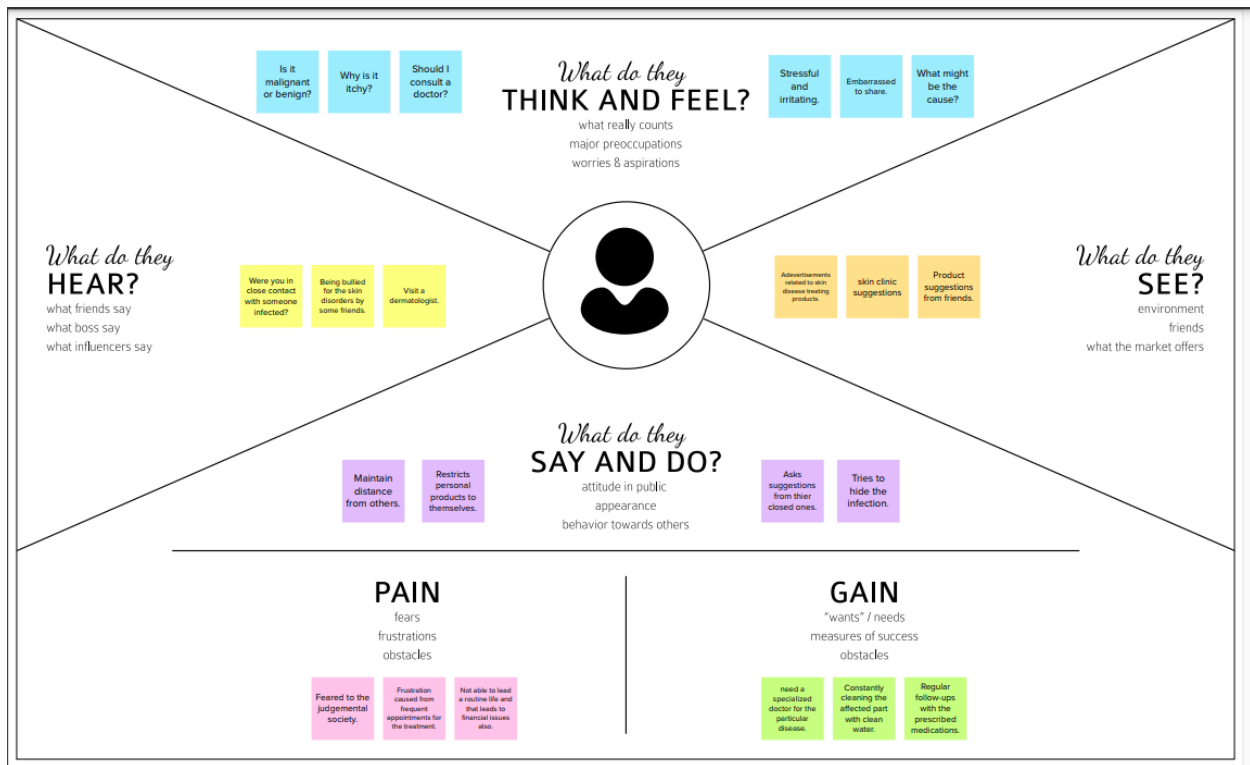 Is it
malignant
or benign?
Why is it
itchy?
Should I
consult a
doctor?
What do they
THINK AND FEEL?
what really counts
major preoccupations
worries & aspirations
Stressful
and
irritating.
Embarrassed
to share.
What might
be the
cause?
What do they
HEAR?
what friends say
what boss say
what influencers say
Were you in
close contact
with someone
infected?
Being bullied
for the skin
disorders by
some friends.
Visit a
dermatologist.
Adevertisements
related to skin
disease treating
products.
skin clinic
suggestions
Product
suggestions
from friends.
What do they
SEE?
environment
friends
what the market offers
Maintain
distance
from others.
Restricts
personal
products to
themselves.
What do they
SAY AND DO?
attitude in public
appearance
behavior towards others
Asks
suggestions
from thier
closed ones.
Tries to
hide the
infection.
PAIN
fears
frustrations
obstacles
Feared to the
judgemental
society.
Frustration
caused from
frequent
appointments for
the treatment.
Not able to lead
a routine life and
that leads to
financial issues
also.
GAIN
"wants" / needs
measures of success
obstacles
need a
specialized
doctor for the
particular
disease.
Constantly
cleaning the
affected part
with clean
water.
Regular
follow-ups
with the
prescribed
medications.